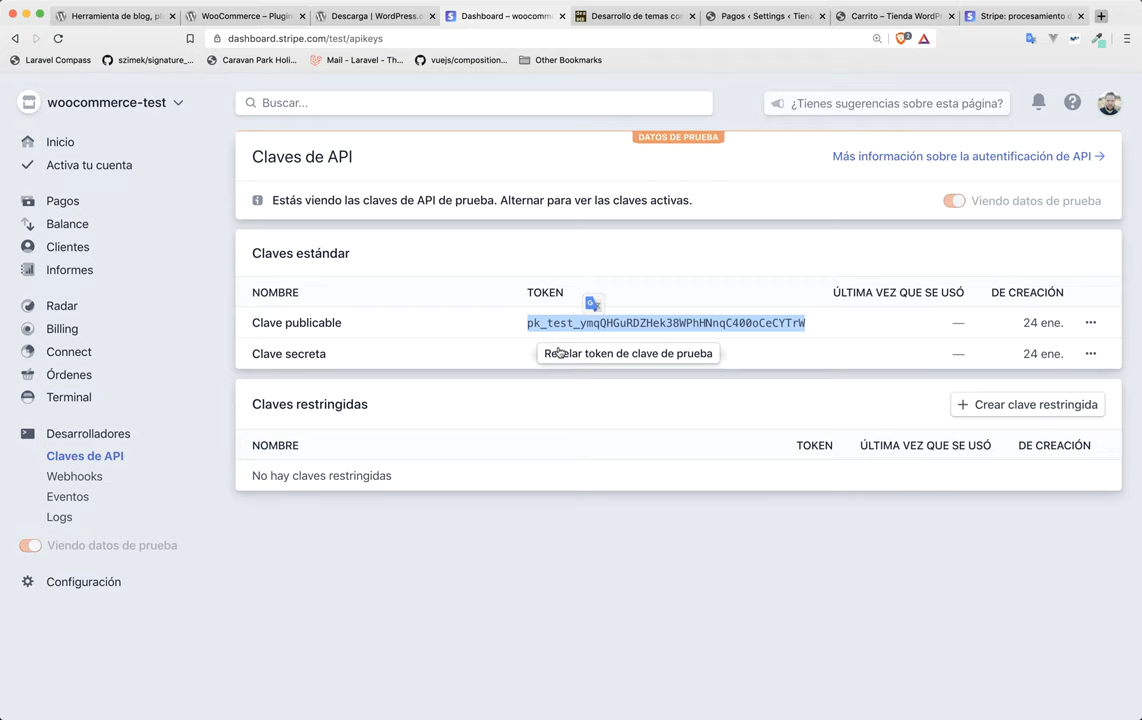 Herramienta de blog, pl
WooCommerce – Plugin
Descarga | WordPress.o
Dashboard – woocomm
Desarrollo de temas con
Pagos ‹ Settings ‹ Tien
Carrito – Tienda WordP
Stripe: procesamiento d
dashboard.stripe.com/test/apikeys
Laravel Compass
szimek/signature_...
Caravan Park Holi...
Mail - Laravel - Th...
vuejs/composition...
Other Bookmarks
woocommerce-test
Buscar...
¿Tienes sugerencias sobre esta página?
Inicio
Activa tu cuenta
Pagos
Balance
Clientes
Informes
Radar
Billing
Connect
Órdenes
Terminal
Desarrolladores
Claves de API
Webhooks
Eventos
Logs
Viendo datos de prueba
Configuración
DATOS DE PRUEBA
Claves de API
Más información sobre la autentificación de API →
Estás viendo las claves de API de prueba. Alternar para ver las claves activas.
Viendo datos de prueba
Claves estándar
NOMBRE TOKEN ÚLTIMA VEZ QUE SE USÓ DE CREACIÓN
Clave publicable pk_test_ymqQHGuRDZHek38WPhHNnqC400oCeCYTrW — 24 ene. •••
Clave secreta Revelar token de clave de prueba — 24 ene. •••
Claves restringidas
+ Crear clave restringida
NOMBRE TOKEN ÚLTIMA VEZ QUE SE USÓ DE CREACIÓN
No hay claves restringidas